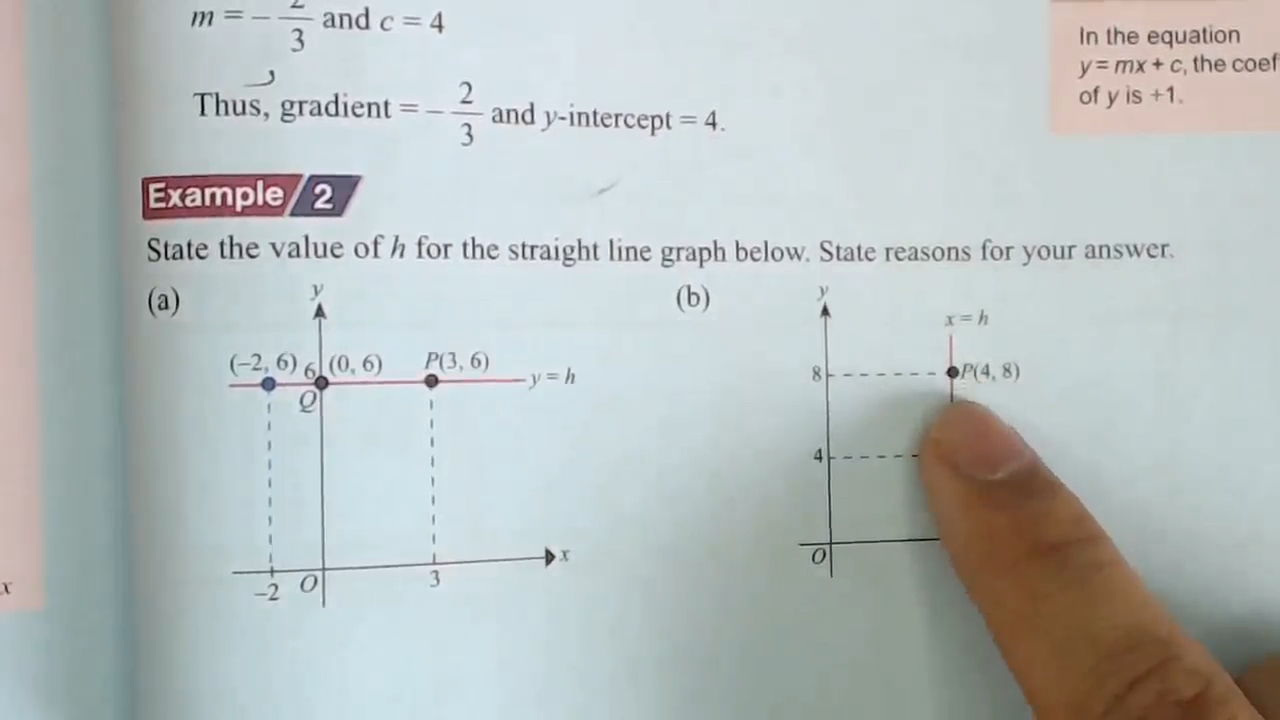 m = − 2/3 and c = 4
Thus, gradient = − 2/3 and y-intercept = 4.
In the equation
y = mx + c, the coef
of y is +1.
Example 2
State the value of h for the straight line graph below. State reasons for your answer.
(a)
y
(–2, 6) 6 (0, 6) P(3, 6)
y = h
Q
–2 O 3 x
(b)
y
x = h
8 P(4, 8)
4
O
x